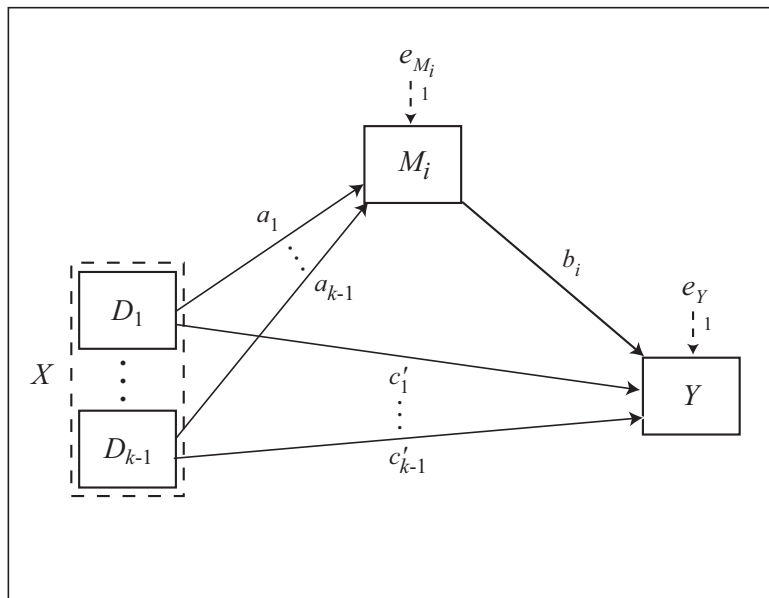 e_{M_i}
1
M_i
a_1
a_{k-1}
b_i
e_Y
1
D_1
X
c'_1
Y
D_{k-1}
c'_{k-1}